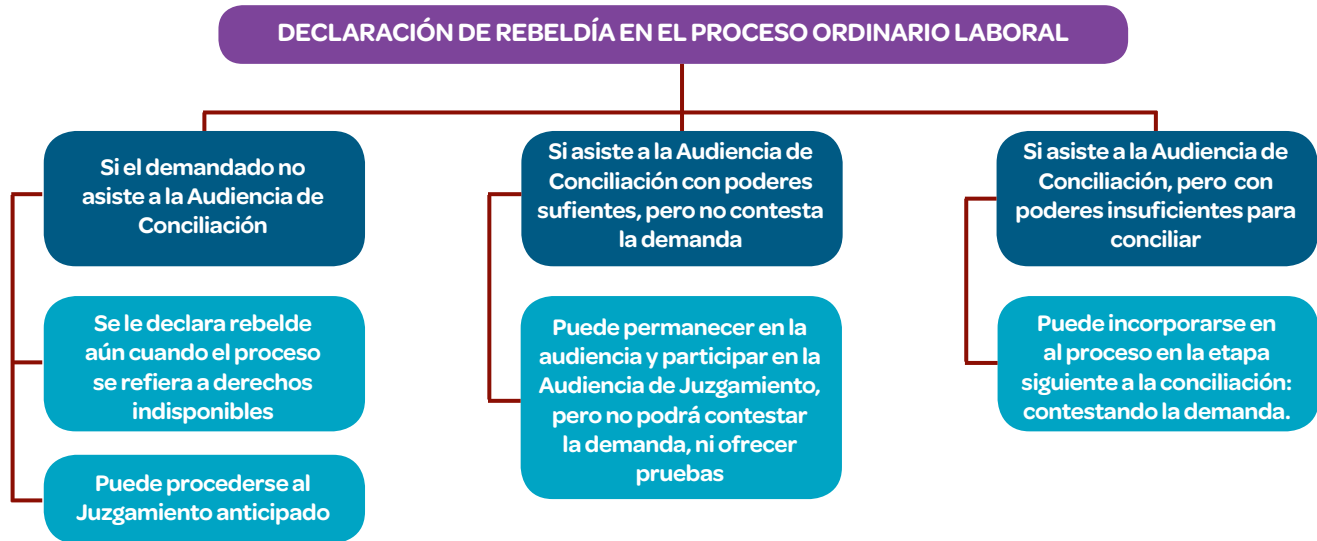 DECLARACIÓN DE REBELDÍA EN EL PROCESO ORDINARIO LABORAL
Si el demandado no
asiste a la Audiencia de
Conciliación
Se le declara rebelde
aún cuando el proceso
se refiera a derechos
indisponibles
Puede procederse al
Juzgamiento anticipado
Si asiste a la Audiencia de
Conciliación con poderes
sufientes, pero no contesta
la demanda
Puede permanecer en la
audiencia y participar en la
Audiencia de Juzgamiento,
pero no podrá contestar
la demanda, ni ofrecer
pruebas
Si asiste a la Audiencia de
Conciliación, pero con
poderes insuficientes para
conciliar
Puede incorporarse en
al proceso en la etapa
siguiente a la conciliación:
contestando la demanda.